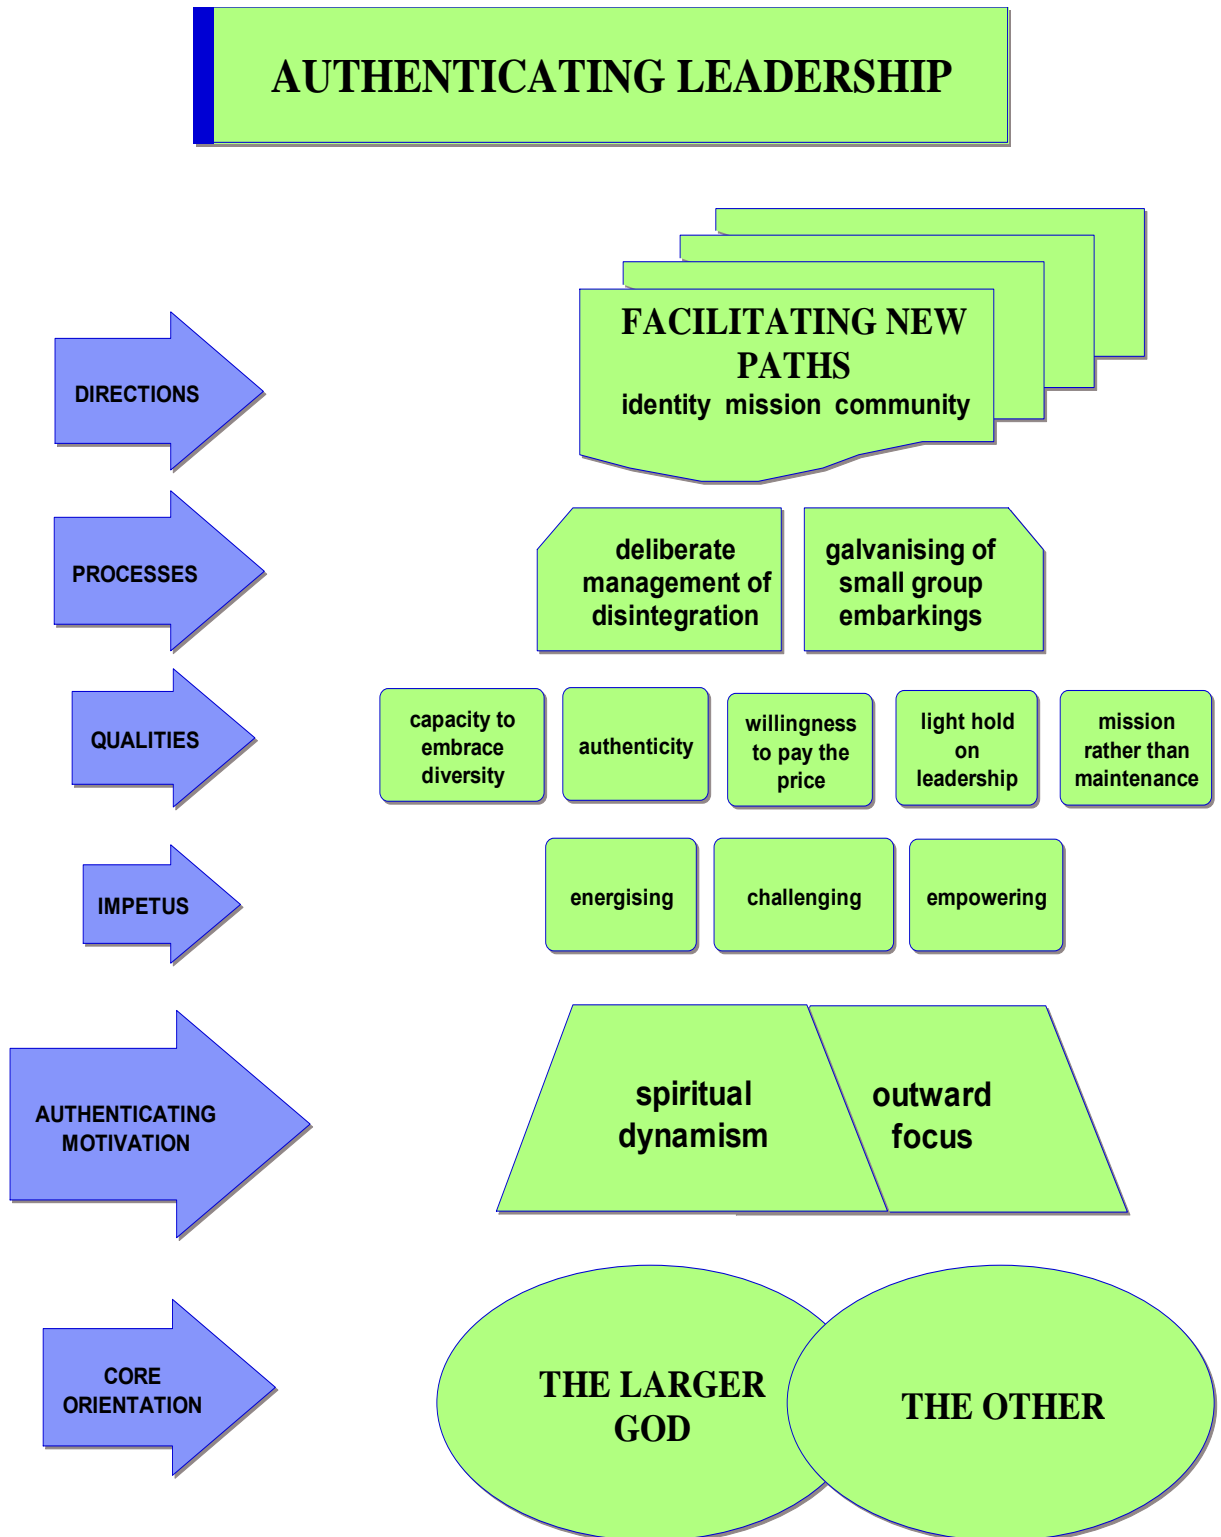 AUTHENTICATING LEADERSHIP
FACILITATING NEW
PATHS
identity mission community
DIRECTIONS
deliberate
management of
disintegration
galvanising of
small group
embarkings
PROCESSES
capacity to
embrace
diversity
authenticity
willingness
to pay the
price
light hold
on
leadership
mission
rather than
maintenance
QUALITIES
energising
challenging
empowering
IMPETUS
spiritual
dynamism
outward
focus
AUTHENTICATING
MOTIVATION
THE LARGER
GOD
THE OTHER
CORE
ORIENTATION